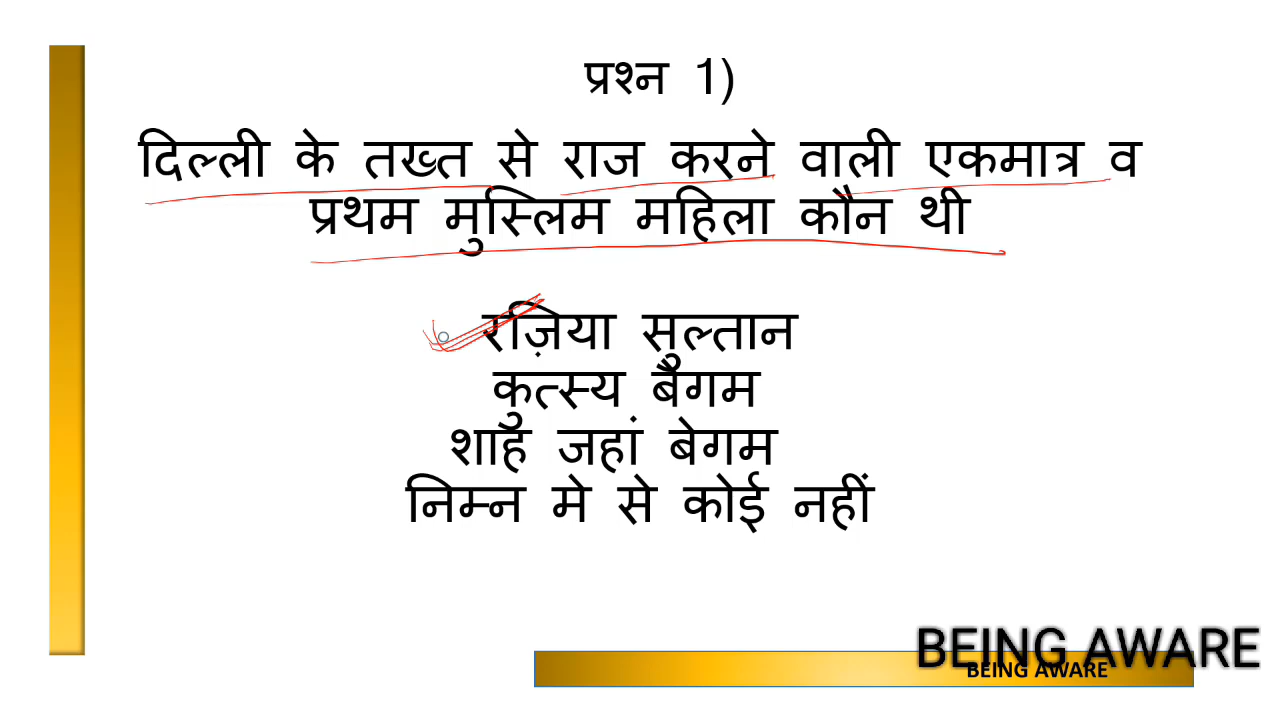 प्रश्न 1)
दिल्ली के तख्त से राज करने वाली एकमात्र व
प्रथम मुस्लिम महिला कौन थी
रज़िया सुल्तान
कुत्स्य बेगम
शाह जहां बेगम
निम्न मे से कोई नहीं
BEING AWARE
BEING AWARE